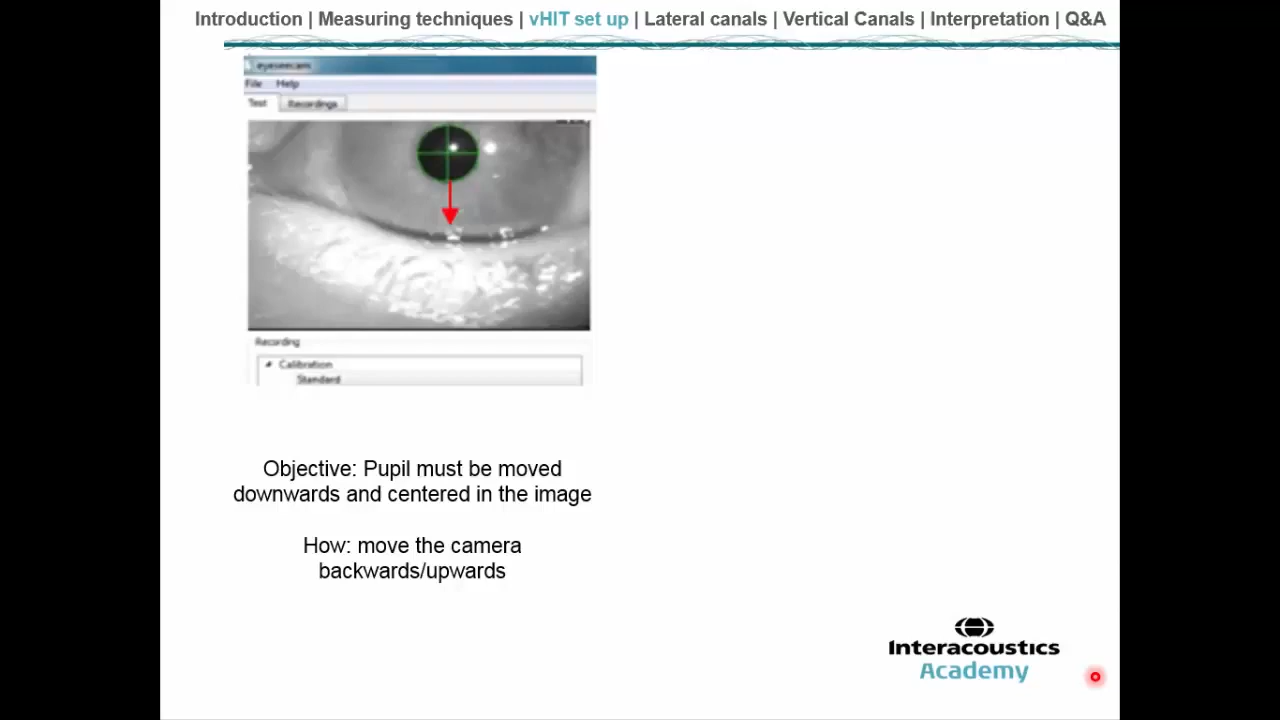 Introduction | Measuring techniques | vHIT set up | Lateral canals | Vertical Canals | Interpretation | Q&A
eyeseecam
File Help
Test Recordings
Recording
Calibration
Standard
Objective: Pupil must be moved
downwards and centered in the image
How: move the camera
backwards/upwards
Interacoustics
Academy